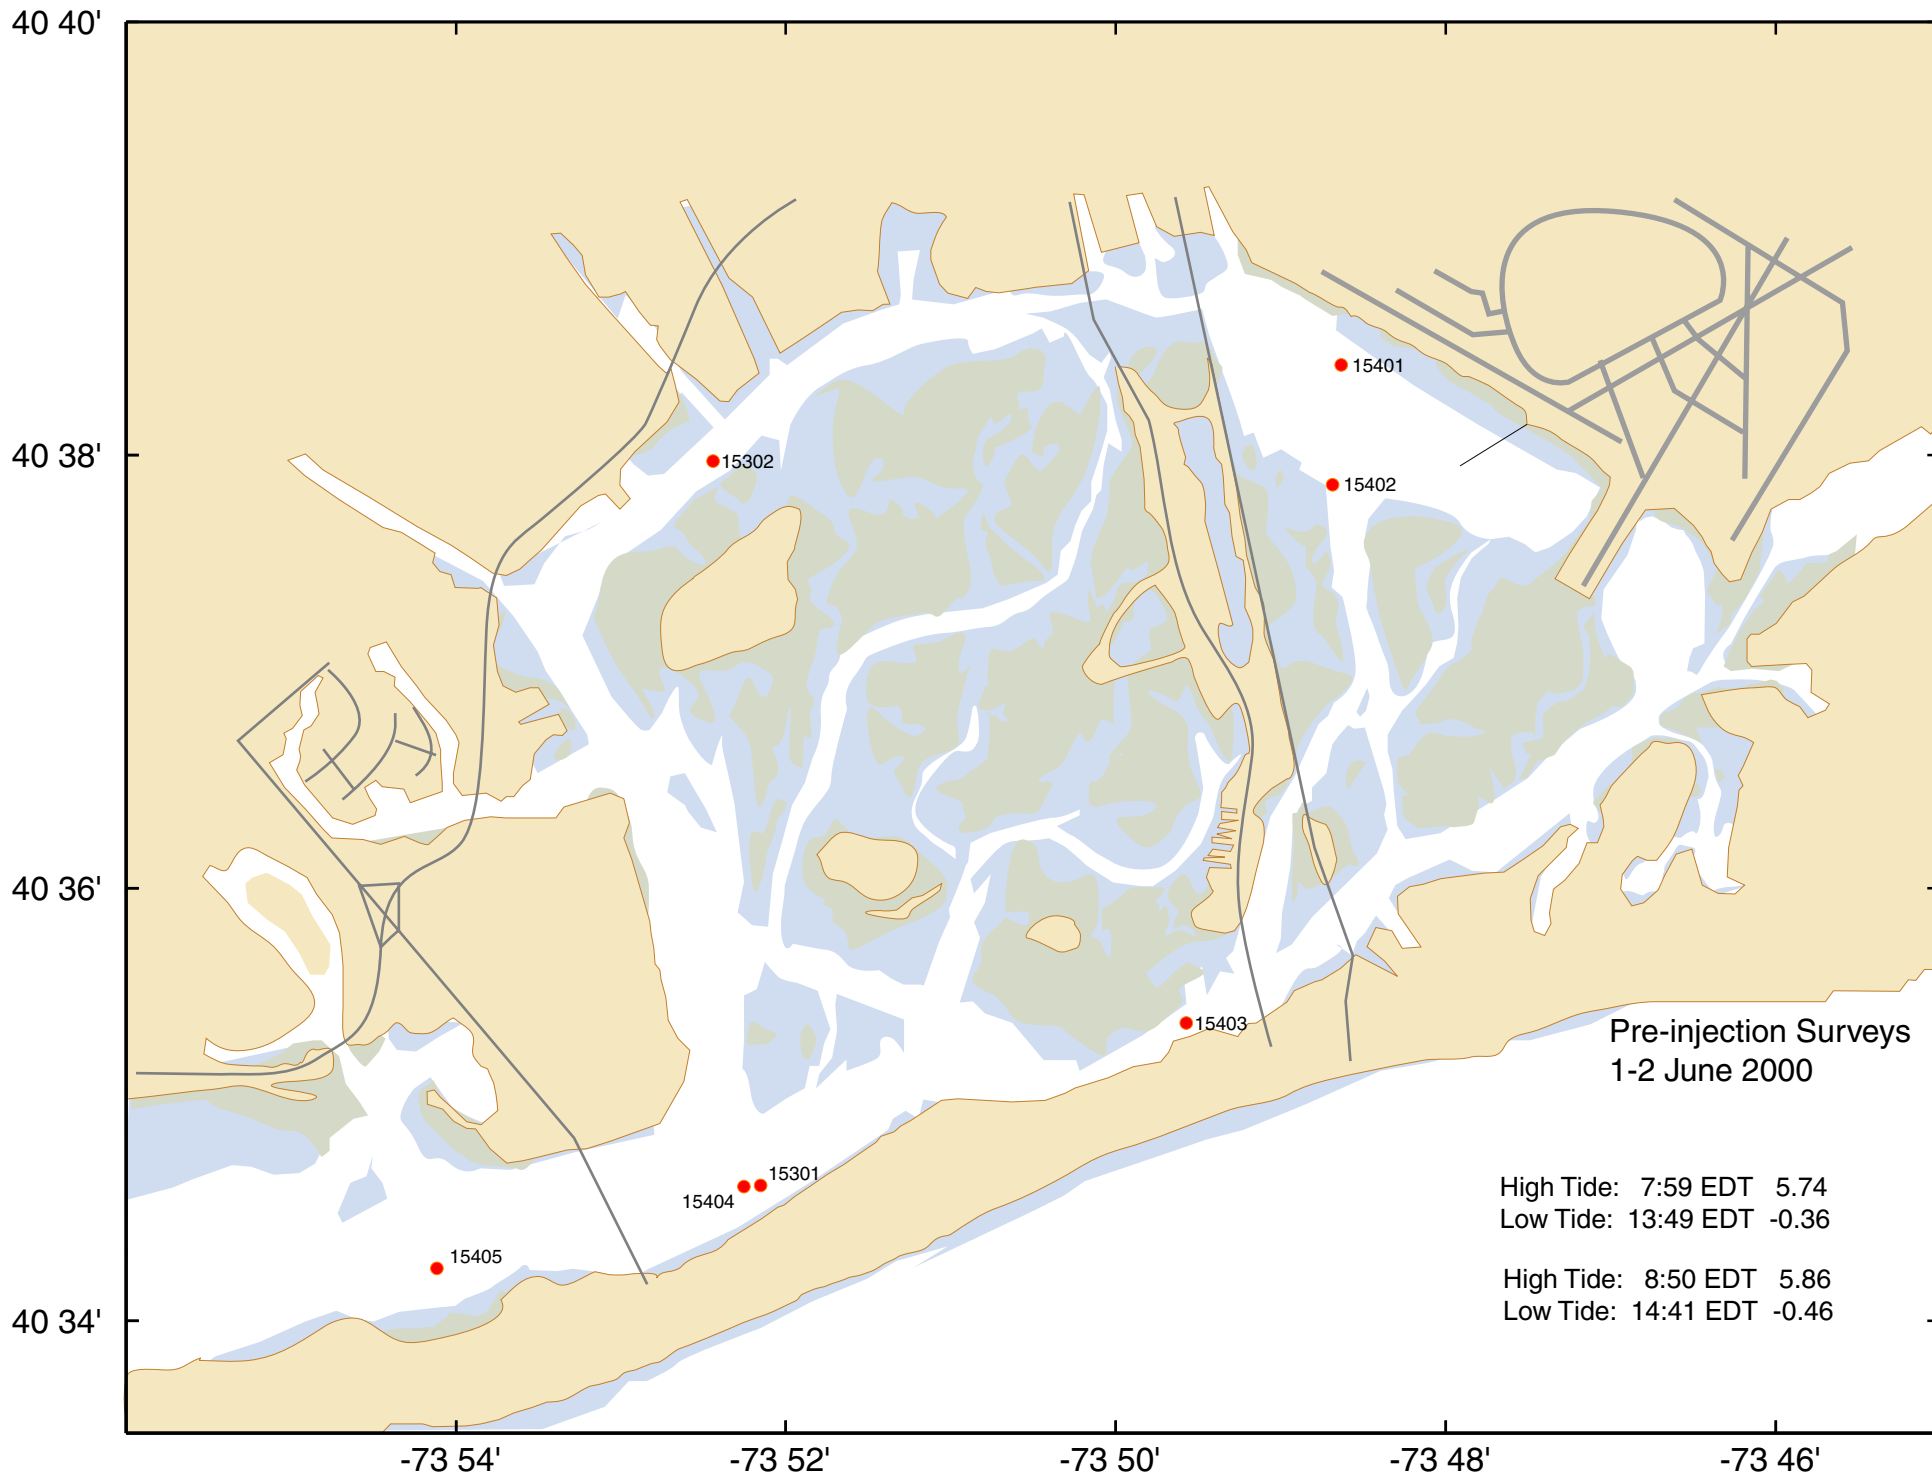 40 40'
15401
40 38'
15302
15402
40 36'
15403
Pre-injection Surveys
1-2 June 2000
15301
15404
High Tide: 7:59 EDT 5.74
Low Tide: 13:49 EDT -0.36
15405
High Tide: 8:50 EDT 5.86
Low Tide: 14:41 EDT -0.46
40 34'
-73 54'
-73 52'
-73 50'
-73 48'
-73 46'